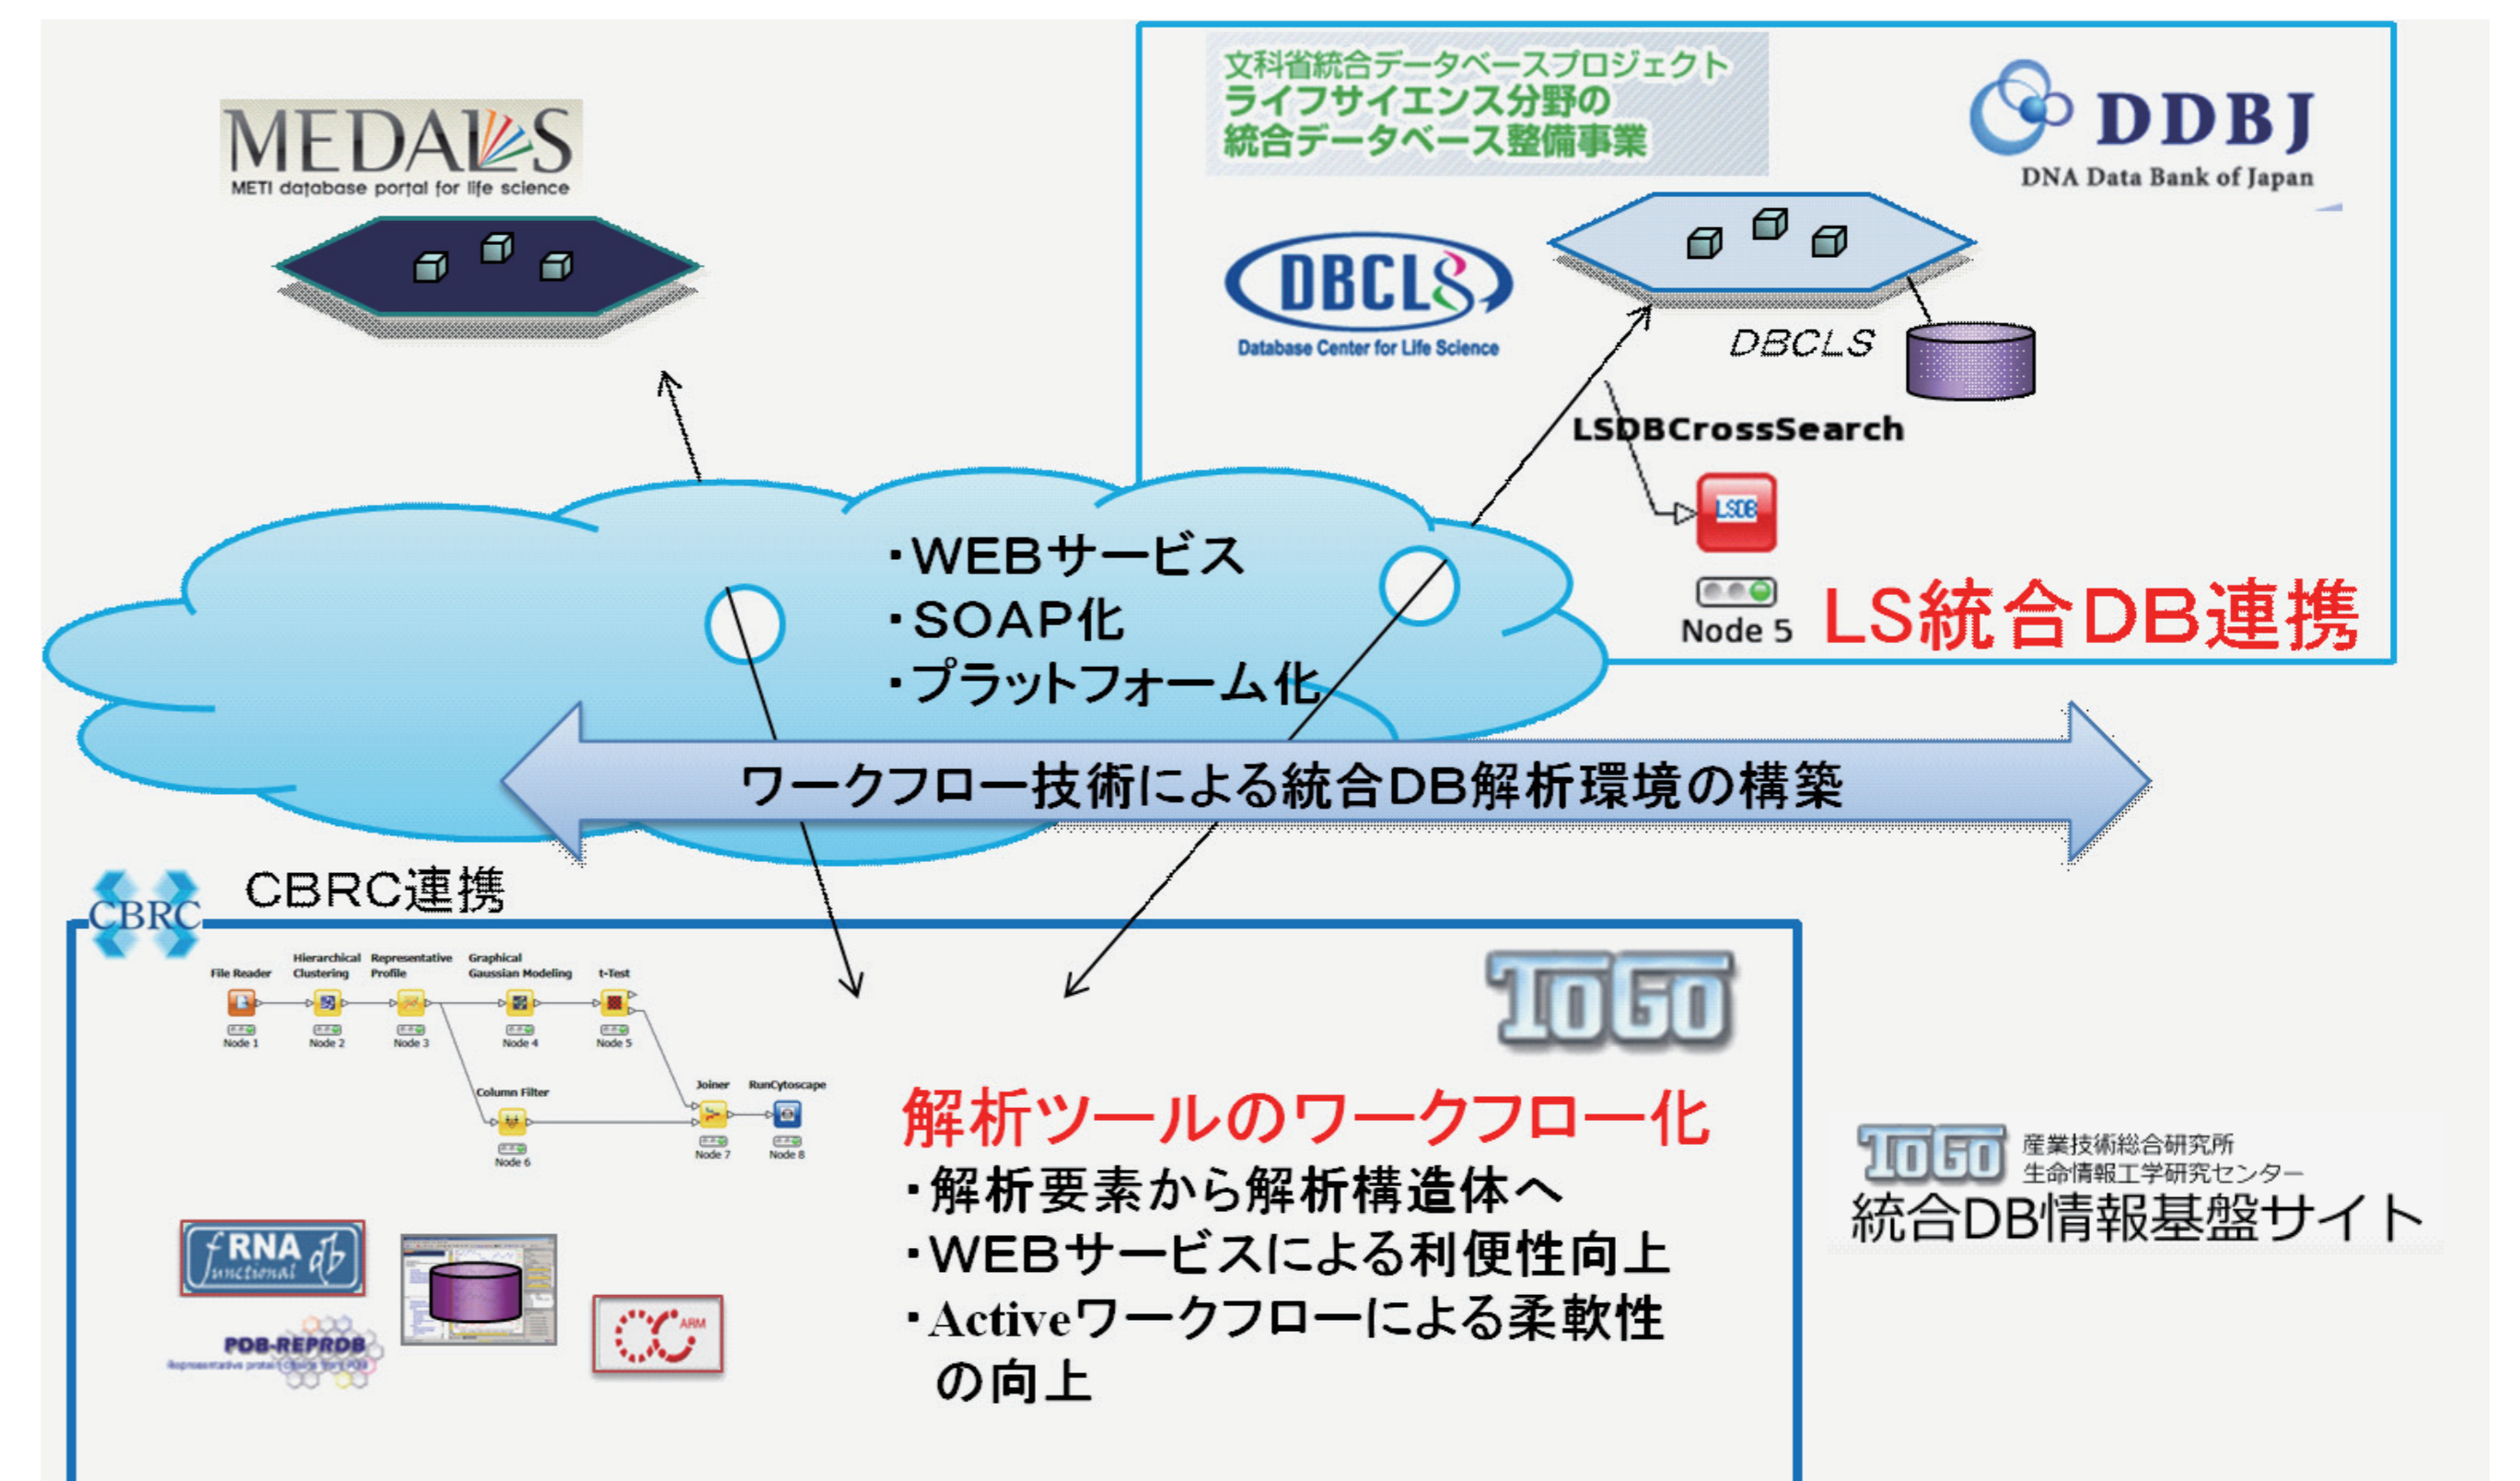 MEDALS
METI database portal for life science
文科省統合データベースプロジェクト
ライフサイエンス分野の
統合データベース整備事業
DDBJ
DNA Data Bank of Japan
DBCLS
Database Center for Life Science
DBCLS
LSDBCrossSearch
LSDB
Node 5
LS統合DB連携
・WEBサービス
・SOAP化
・プラットフォーム化
ワークフロー技術による統合DB解析環境の構築
CBRC
CBRC連携
File Reader
Hierarchical
Clustering
Representative
Profile
Graphical
Gaussian Modeling
t-Test
Node 1
Node 2
Node 3
Node 4
Node 5
Column Filter
Node 6
Joiner
Node 7
RunCytoscape
Node 8
TOGO
解析ツールのワークフロー化
・解析要素から解析構造体へ
・WEBサービスによる利便性向上
・Activeワークフローによる柔軟性
の向上
fRNAdb
functional
PDB-REPRDB
Representative protein chains from PDB
ARM
TOGO
産業技術総合研究所
生命情報工学研究センター
統合DB情報基盤サイト